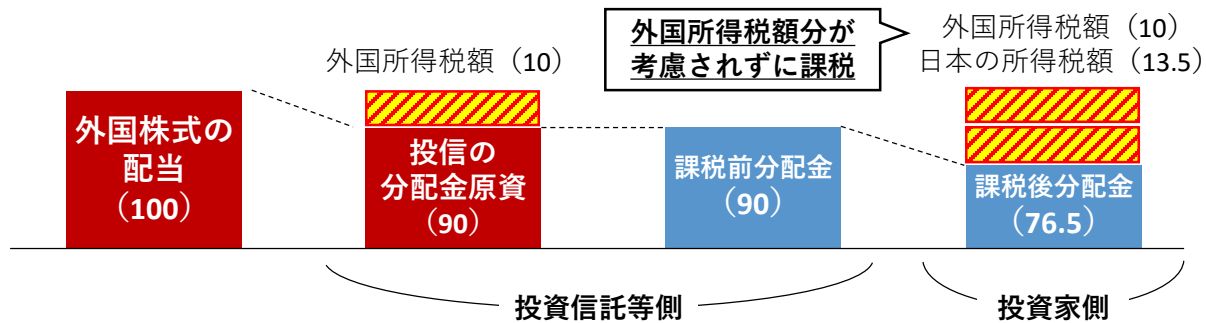 外国所得税額分が
考慮されずに課税
外国所得税額（10）
日本の所得税額（13.5）
外国所得税額（10）
外国株式の
配当
（100）
投信の
分配金原資
（90）
課税前分配金
（90）
課税後分配金
（76.5）
投資信託等側
投資家側